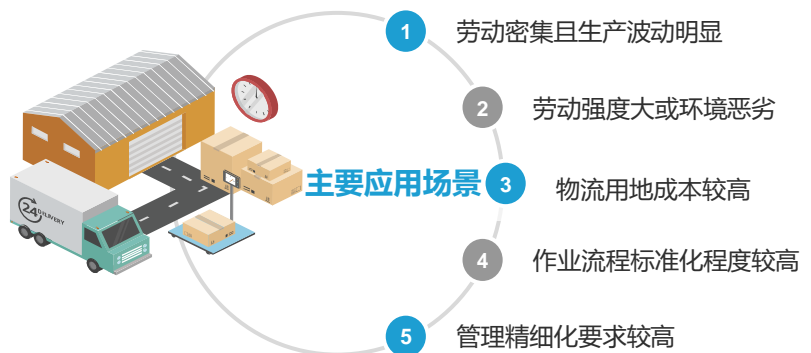 1 劳动密集且生产波动明显
2 劳动强度大或环境恶劣
主要应用场景 3 物流用地成本较高
24 DELIVERY
4 作业流程标准化程度较高
5 管理精细化要求较高